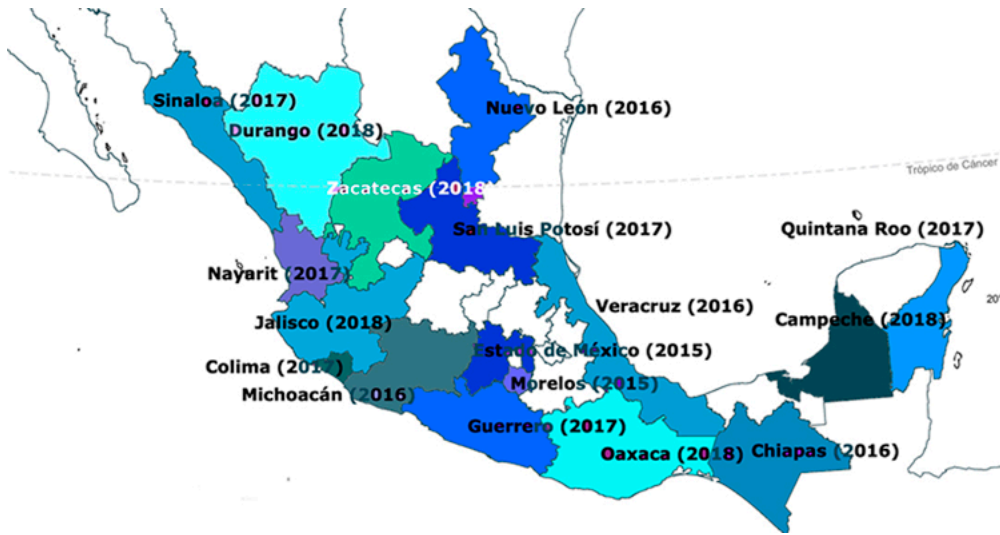 Sinaloa (2017)
Nuevo León (2016)
Durango (2018)
Trópico de Cáncer
Zacatecas (2018)
San Luis Potosí (2017)
Quintana Roo (2017)
Nayarit (2017)
20°
Veracruz (2016)
Jalisco (2018)
Campeche (2018)
Estado de México (2015)
Colima (2017)
Morelos (2015)
Michoacán (2016)
Guerrero (2017)
Oaxaca (2018)
Chiapas (2016)